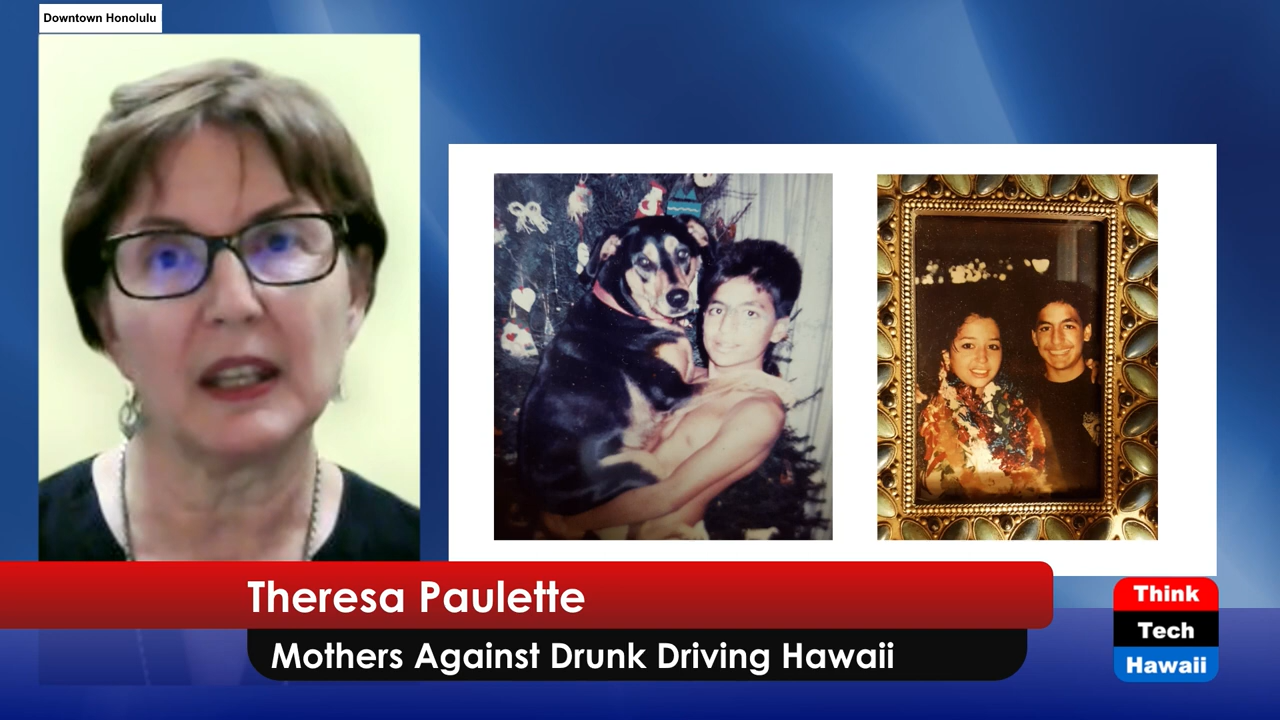 Downtown Honolulu
Theresa Paulette
Mothers Against Drunk Driving Hawaii
Think
Tech
Hawaii